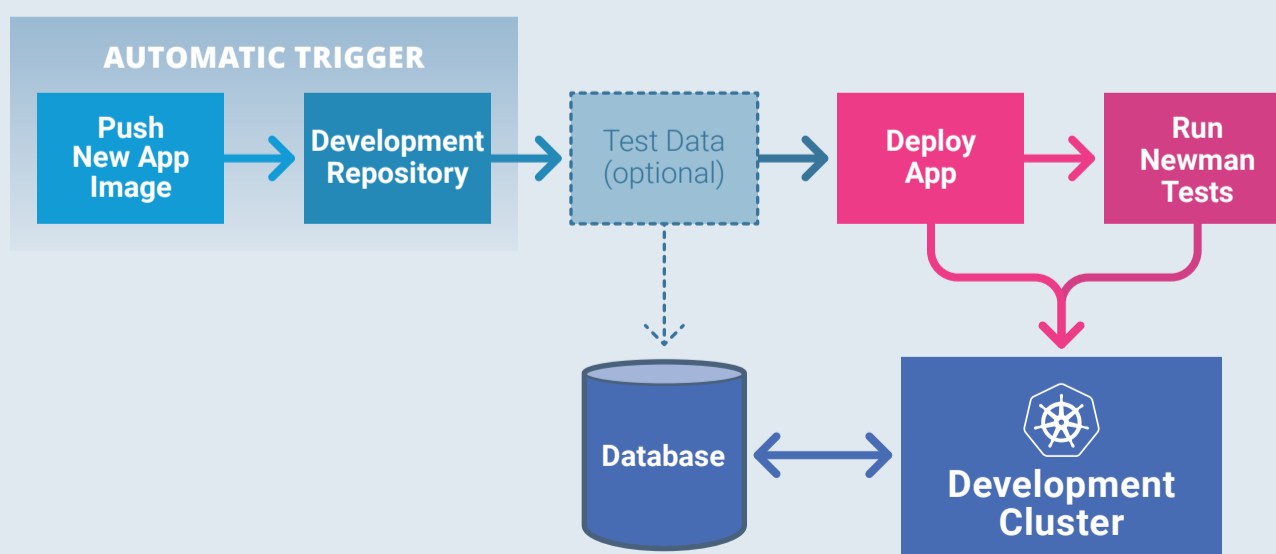 AUTOMATIC TRIGGER
Push
New App
Image
Development
Repository
Test Data
(optional)
Deploy
App
Run
Newman
Tests
Database
Development
Cluster